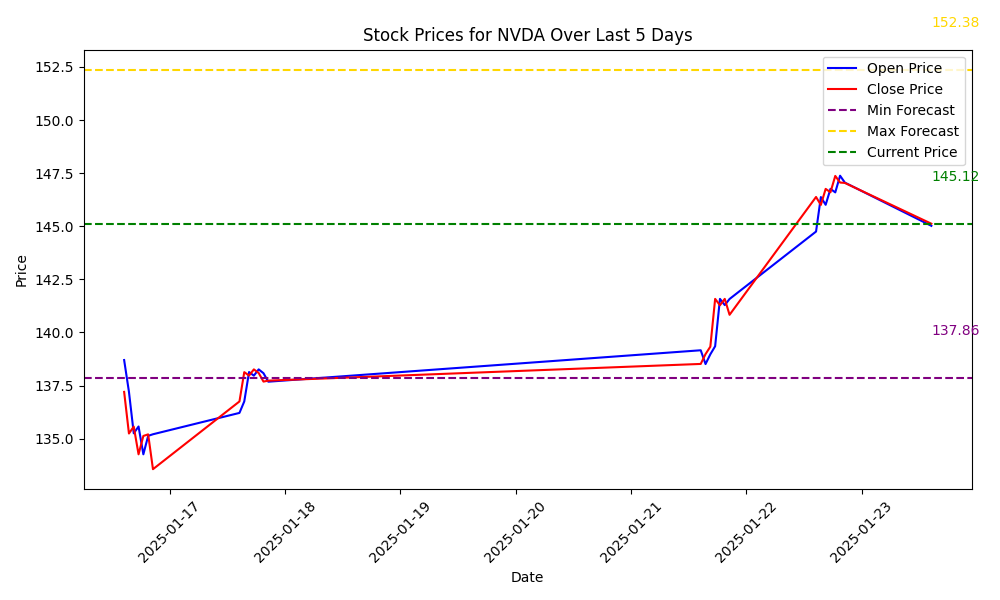 152.38
Stock Prices for NVDA Over Last 5 Days
152.5
150.0
147.5
145.0
142.5
140.0
137.5
135.0
Price
Open Price
Close Price
Min Forecast
Max Forecast
Current Price
145.12
137.86
2025-01-17
2025-01-18
2025-01-19
2025-01-20
2025-01-21
2025-01-22
2025-01-23
Date